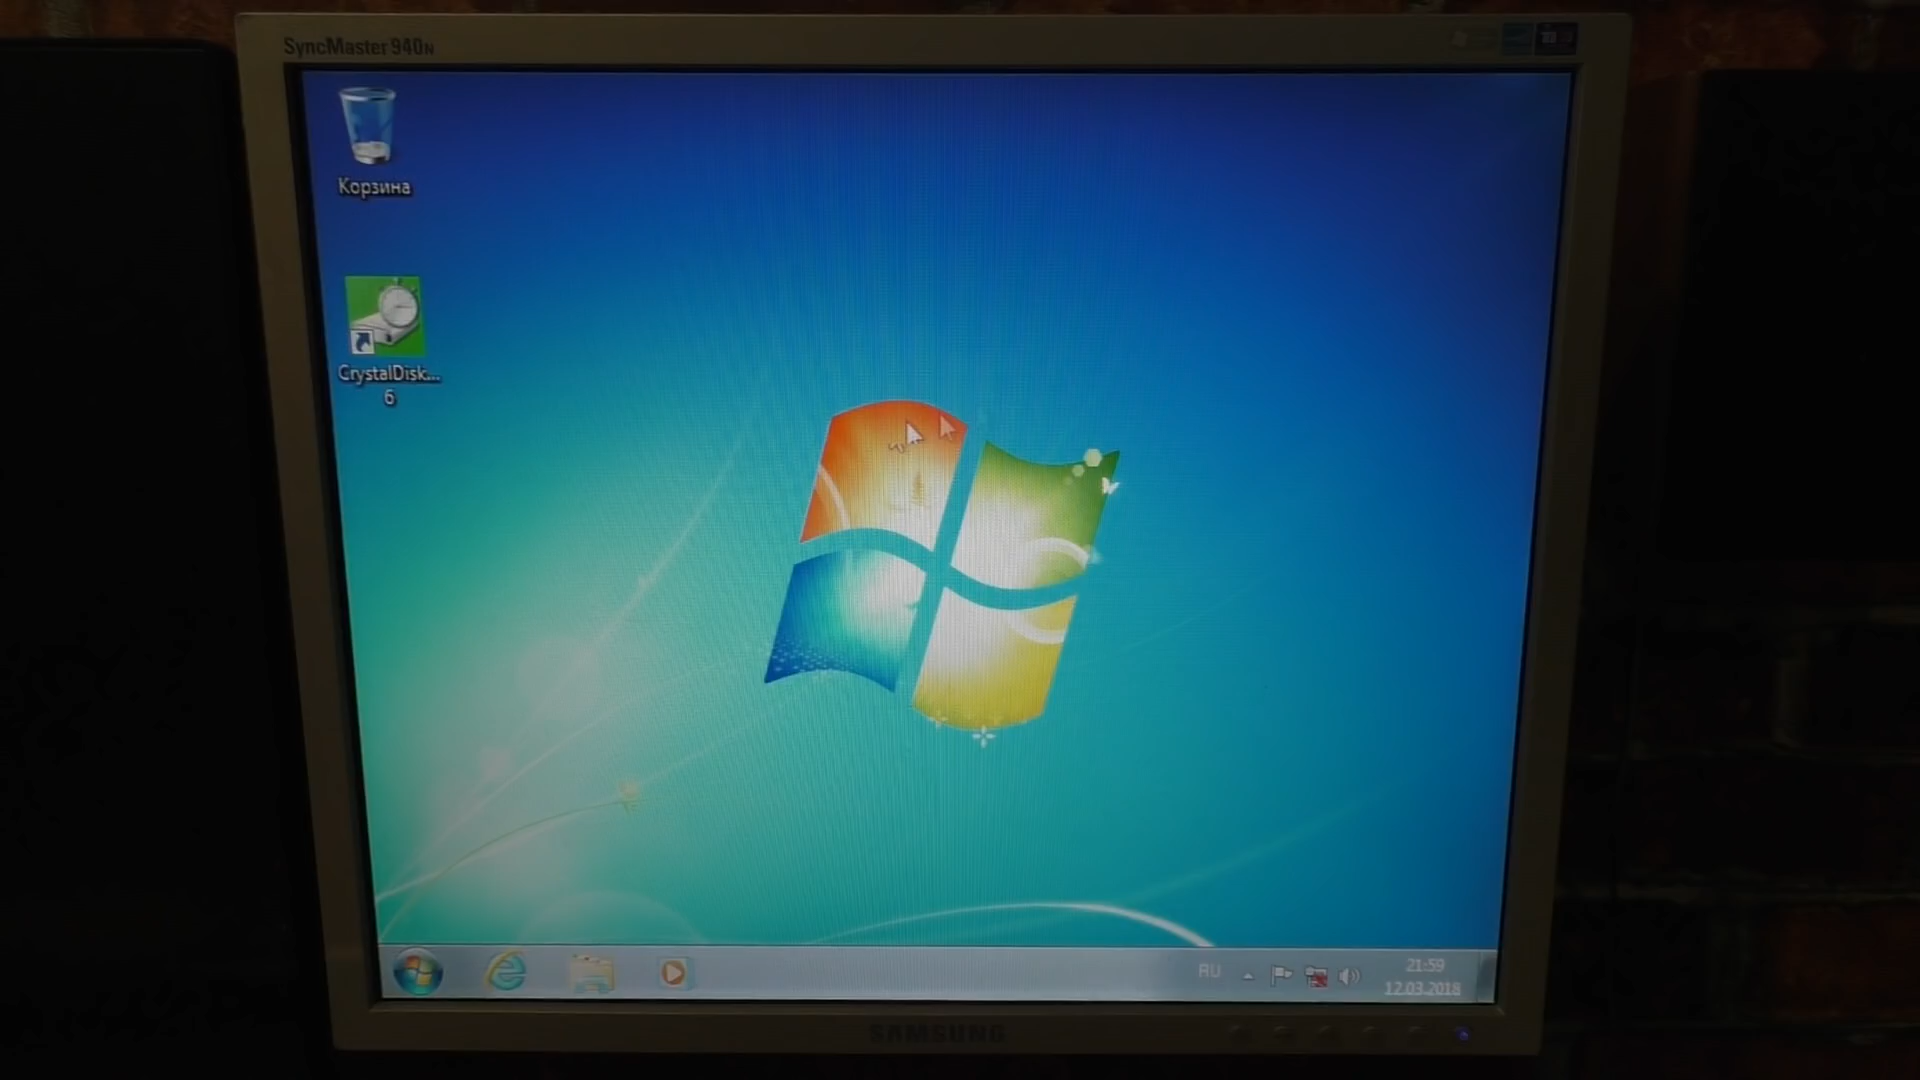 SyncMaster 940N
Корзина
CrystalDisk...
6
RU
21:59
12.03.2018
SAMSUNG